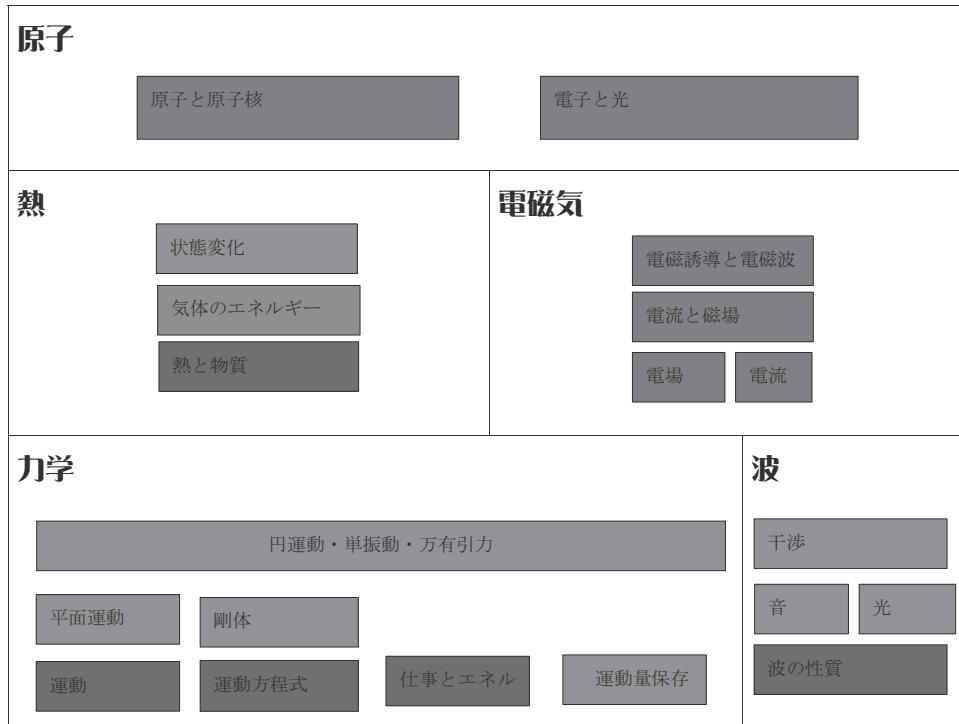 原子
原子と原子核
電子と光
熱
状態変化
気体のエネルギー
熱と物質
電磁気
電磁誘導と電磁波
電流と磁場
電場
電流
力学
円運動・単振動・万有引力
平面運動
剛体
運動
運動方程式
仕事とエネル
運動量保存
波
干渉
音
光
波の性質